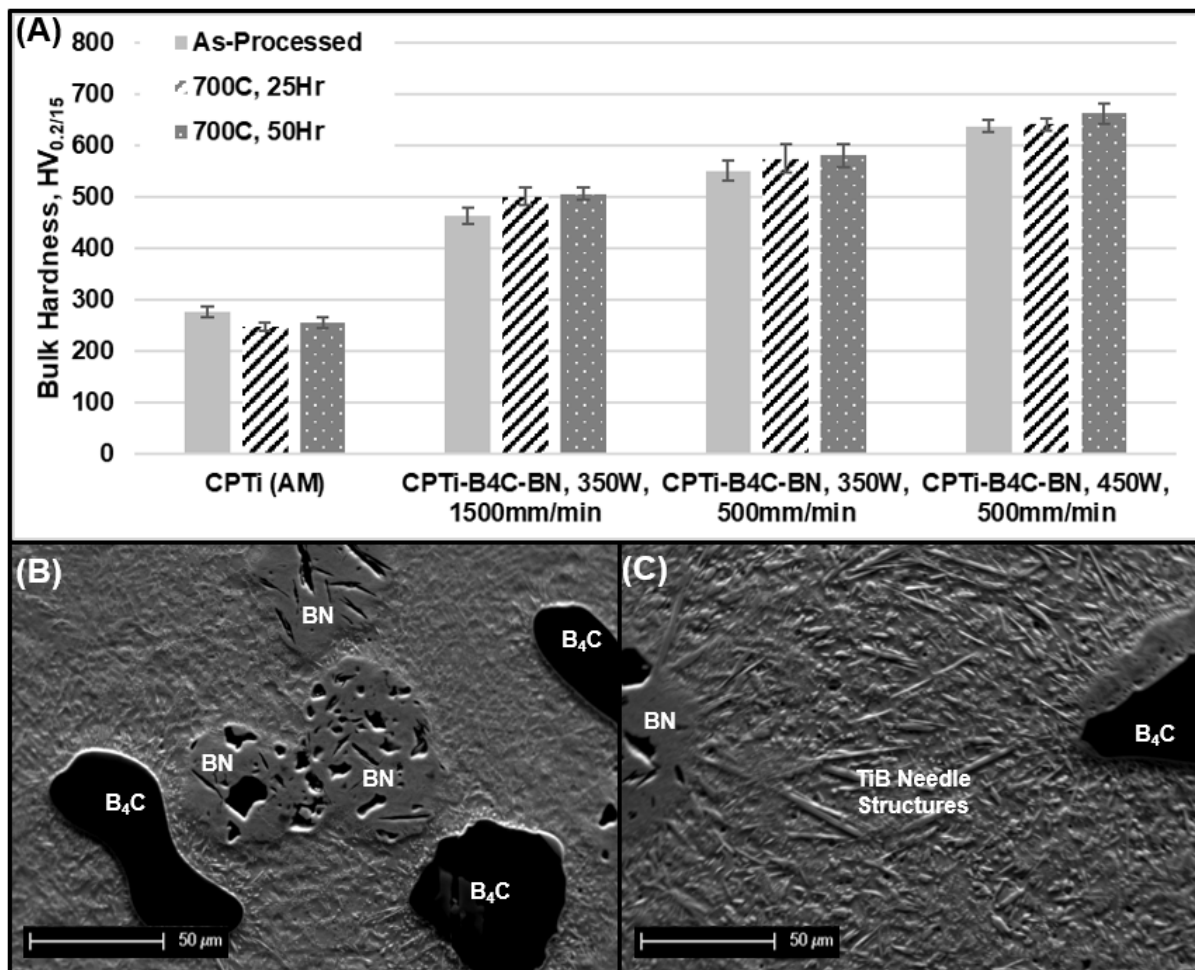 (A)
800
700
600
500
400
300
200
100
0
Bulk Hardness, HV0.2/15
As-Processed
700C, 25Hr
700C, 50Hr
CPTi (AM)
CPTi-B4C-BN, 350W,
1500mm/min
CPTi-B4C-BN, 350W,
500mm/min
CPTi-B4C-BN, 450W,
500mm/min
(B)
BN
B₄C
BN
BN
B₄C
B₄C
50 µm
(C)
BN
B₄C
TiB Needle
Structures
50 µm